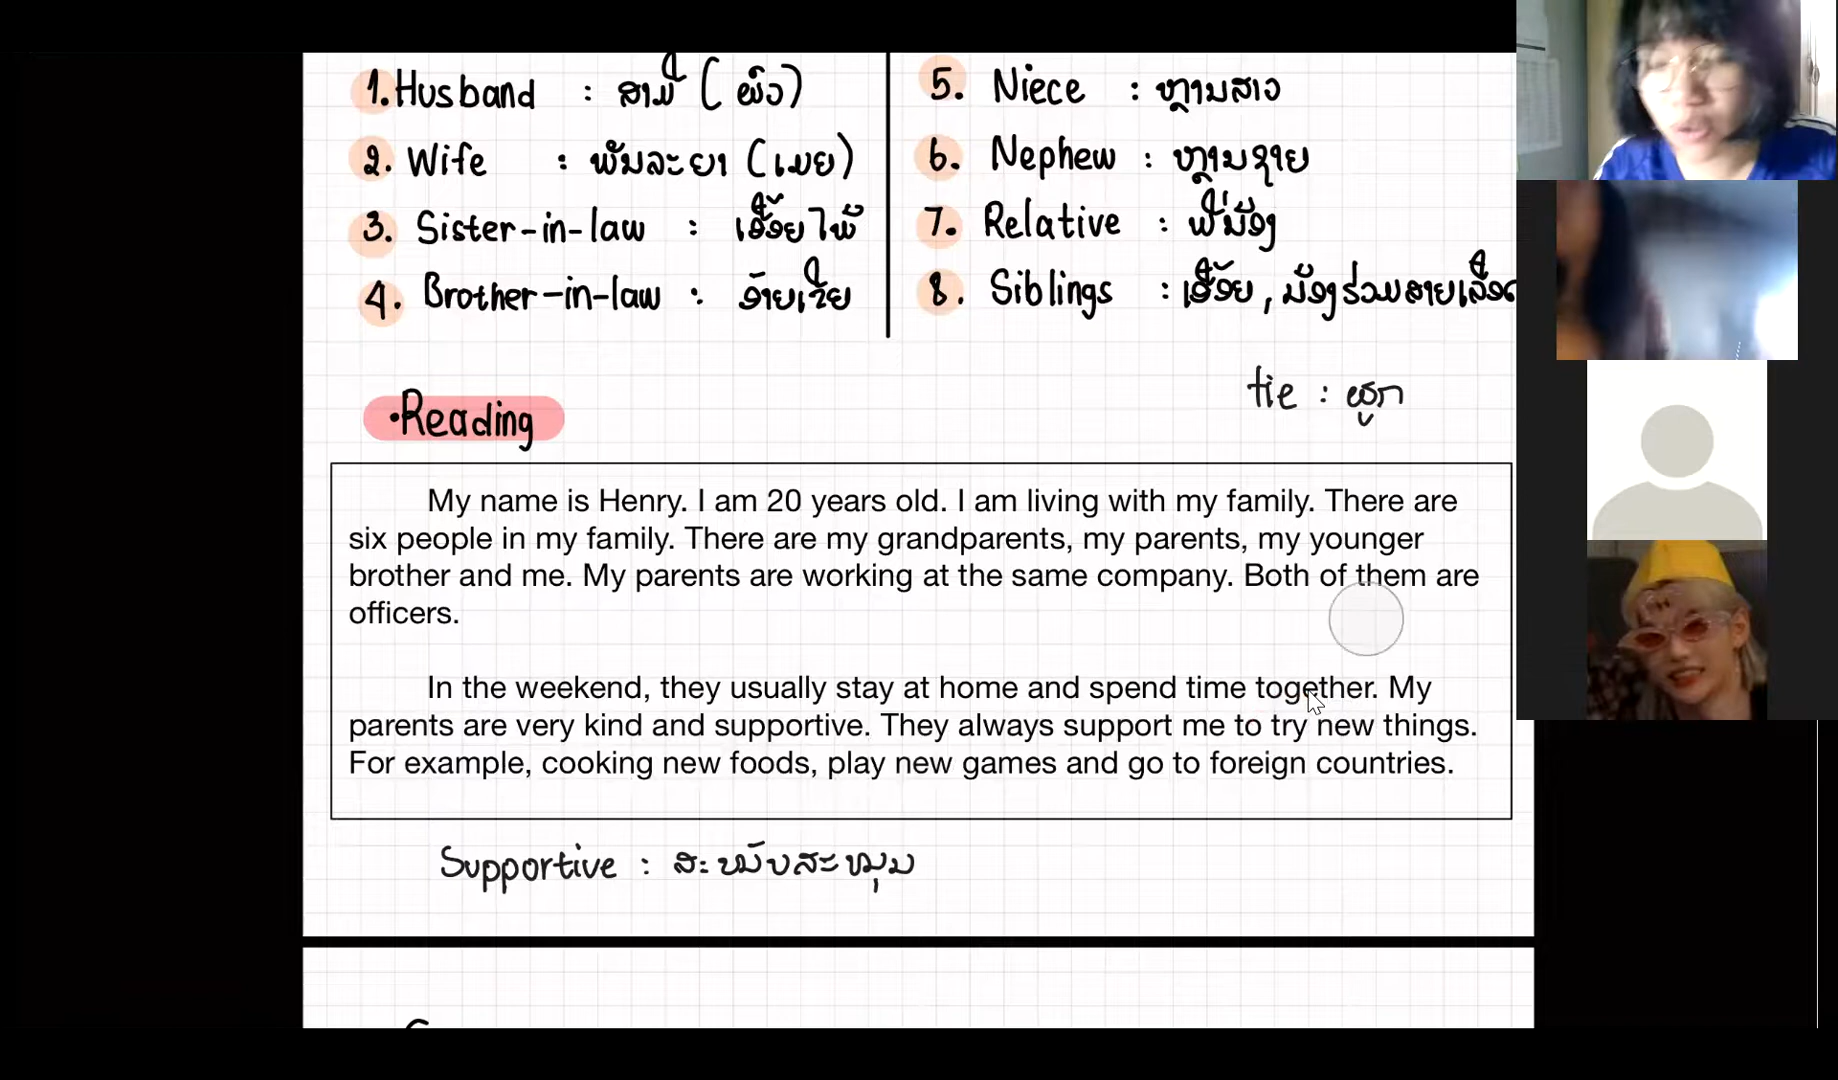 1. Husband : ສາມີ (ຜົວ)
2. Wife : ພັນລະຍາ (ເມຍ)
3. Sister-in-law : ເອື້ອຍໄພ້
4. Brother-in-law : ອ້າຍເຂີຍ
5. Niece : ຫຼານສາວ
6. Nephew : ຫຼານຊາຍ
7. Relative : ພີ່ນ້ອງ
8. Siblings : ເອື້ອຍ, ນ້ອງຮ່ວມສາຍເລືອດ
tie : ຜູກ
•Reading
My name is Henry. I am 20 years old. I am living with my family. There are
six people in my family. There are my grandparents, my parents, my younger
brother and me. My parents are working at the same company. Both of them are
officers.
In the weekend, they usually stay at home and spend time together. My
parents are very kind and supportive. They always support me to try new things.
For example, cooking new foods, play new games and go to foreign countries.
Supportive : ສະໜັບສະໜຸນ